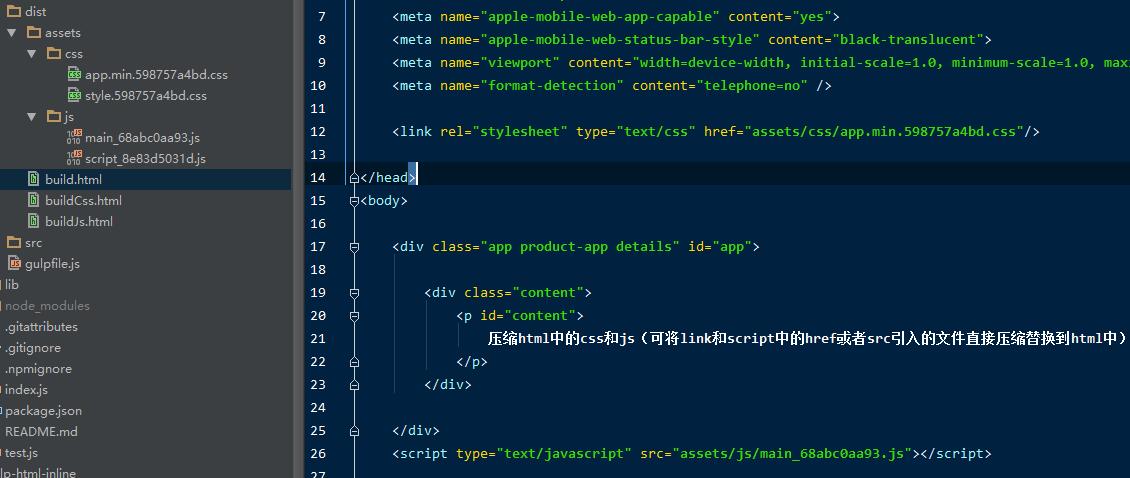 dist
assets
css
app.min.598757a4bd.css
style.598757a4bd.css
js
main_68abc0aa93.js
script_8e83d5031d.js
build.html
buildCss.html
buildJs.html
src
gulpfile.js
lib
node_modules
.gitattributes
.gitignore
.npmignore
index.js
package.json
README.md
test.js
lp-html-inline
7 <meta name="apple-mobile-web-app-capable" content="yes">
8 <meta name="apple-mobile-web-app-status-bar-style" content="black-translucent">
9 <meta name="viewport" content="width=device-width, initial-scale=1.0, minimum-scale=1.0, max
10 <meta name="format-detection" content="telephone=no" />
11
12 <link rel="stylesheet" type="text/css" href="assets/css/app.min.598757a4bd.css"/>
13
14 </head>
15 <body>
16
17 <div class="app product-app details" id="app">
18
19 <div class="content">
20 <p id="content">
21 压缩html中的css和js（可将link和script中的href或者src引入的文件直接压缩替换到html中）
22 </p>
23 </div>
24
25 </div>
26 <script type="text/javascript" src="assets/js/main_68abc0aa93.js"></script>
27